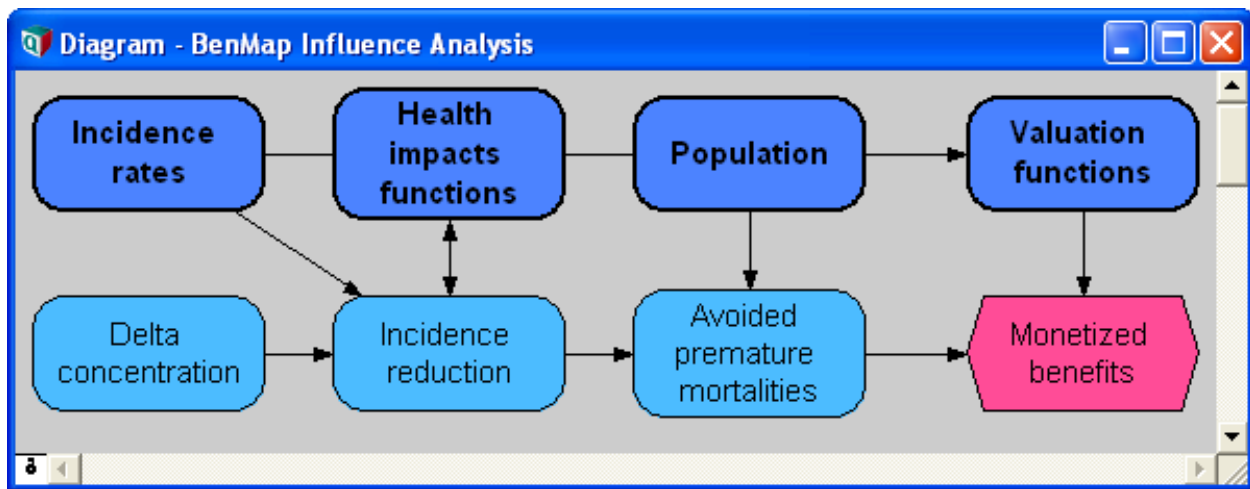 Diagram - BenMap Influence Analysis
Incidence
rates
Health
impacts
functions
Population
Valuation
functions
Delta
concentration
Incidence
reduction
Avoided
premature
mortalities
Monetized
benefits